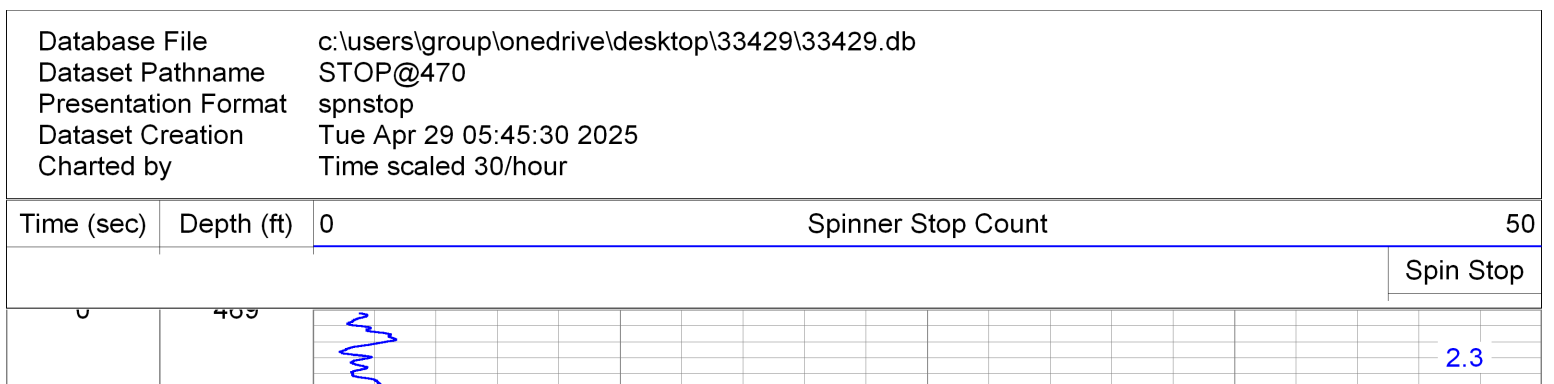 Database File c:\users\group\onedrive\desktop\33429\33429.db
Dataset Pathname STOP@470
Presentation Format spnstop
Dataset Creation Tue Apr 29 05:45:30 2025
Charted by Time scaled 30/hour
Time (sec) Depth (ft) 0 Spinner Stop Count 50
Spin Stop
0 469
2.3